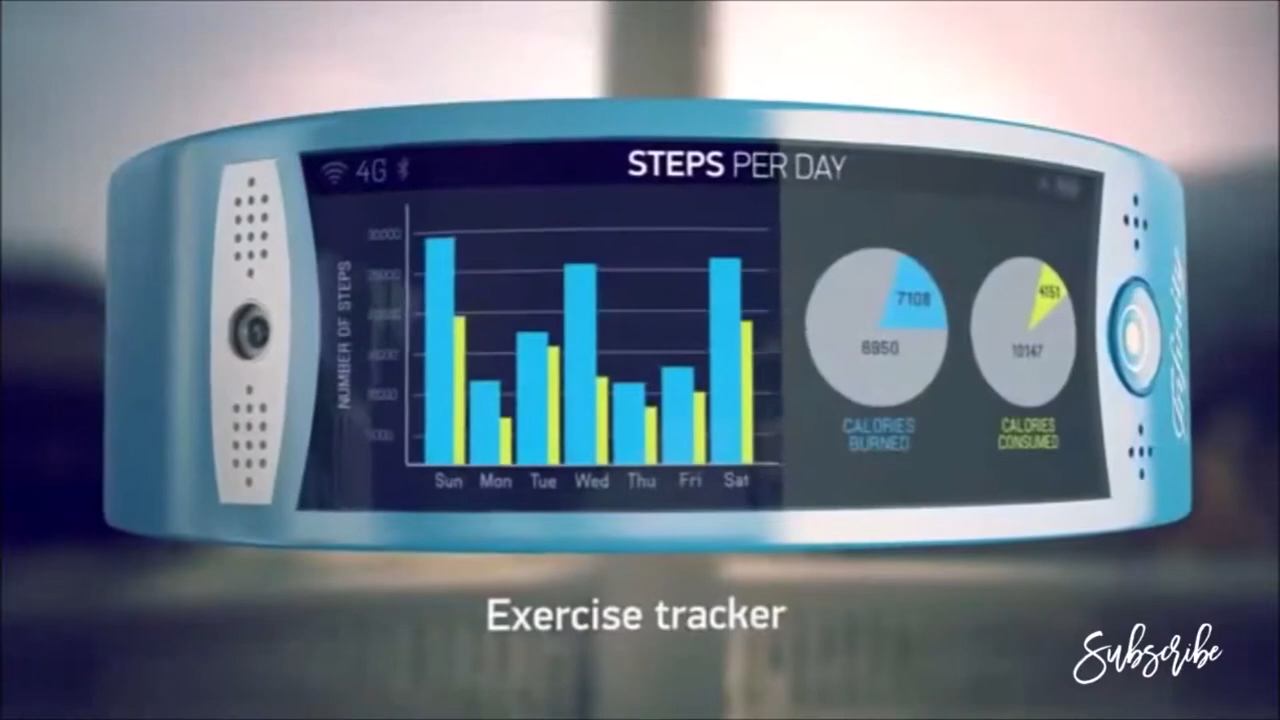 4G
STEPS PER DAY
NUMBER OF STEPS
30000
Sun Mon Tue Wed Thu Fri Sat
7108
6950
CALORIES
BURNED
4151
10147
CALORIES
CONSUMED
Exercise tracker
Subscribe